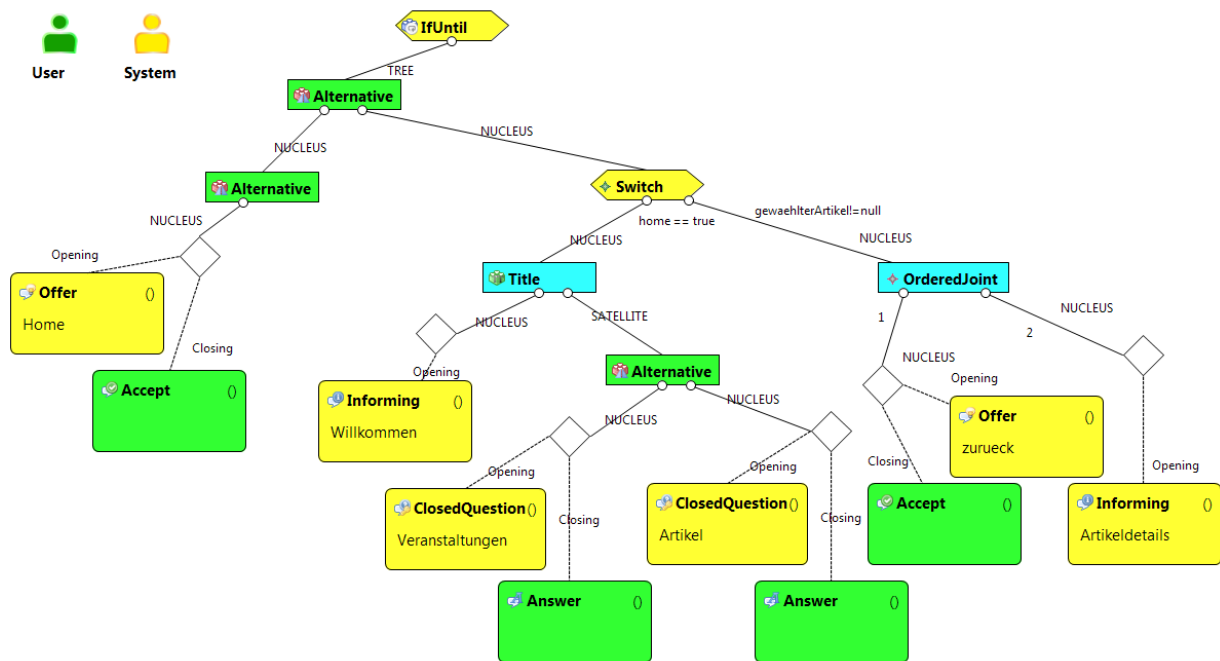 IfUntil
User
System
TREE
Alternative
NUCLEUS
NUCLEUS
Alternative
Switch
NUCLEUS
home == true
gewaehlterArtikel!=null
Opening
NUCLEUS
NUCLEUS
Offer ()
Home
Title
OrderedJoint
NUCLEUS
SATELLITE
NUCLEUS
1
2
Closing
Accept ()
Opening
Alternative
NUCLEUS
Opening
Informing ()
Willkommen
NUCLEUS
NUCLEUS
Offer ()
zurueck
Opening
Opening
Closing
Opening
ClosedQuestion ()
Veranstaltungen
Closing
ClosedQuestion ()
Artikel
Closing
Accept ()
Informing ()
Artikeldetails
Answer ()
Answer ()